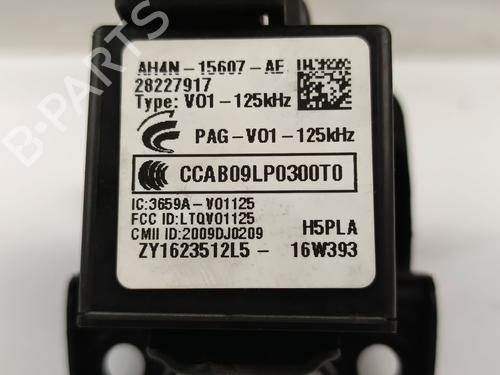 AH4N-15607-AE
28227917
Type: V01-125kHz
PAG-V01-125kHz
CCAB09LP0300T0
IC:3659A-V01125
FCC ID:LTQV01125
CMII ID:2009DJ0209
H5PLA
ZY1623512L5- 16W393
B-PARTS